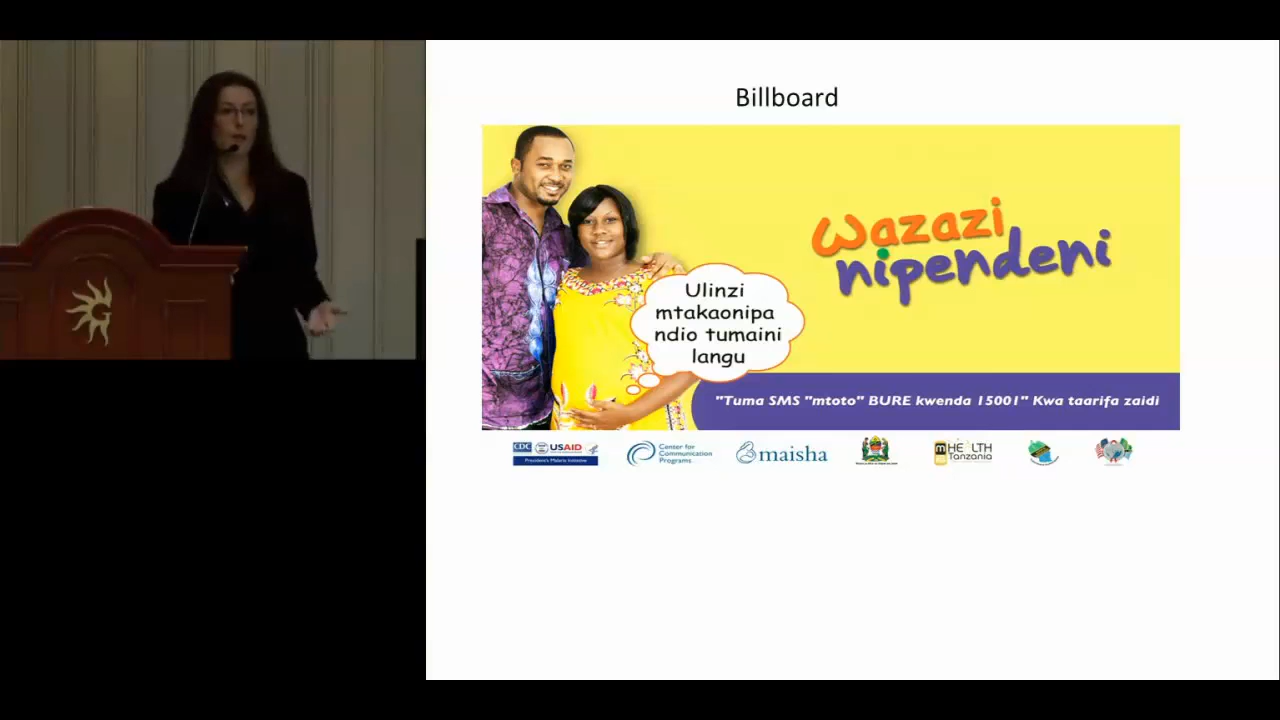 Billboard
wazazi
nipendeni
Ulinzi
mtakaonipa
ndio tumaini
langu
"Tuma SMS "mtoto" BURE kwenda 15001" Kwa taarifa zaidi
CDC USAID
President's Malaria Initiative
Center for
Communication
Programs
maisha
mHEALTH
Tanzania